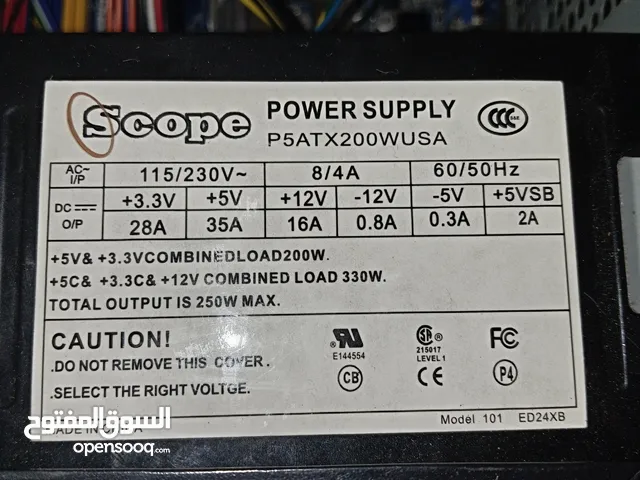 Scope POWER SUPPLY
P5ATX200WUSA
AC~ I/P 115/230V~ 8/4A 60/50Hz
DC O/P +3.3V +5V +12V -12V -5V +5VSB
28A 35A 16A 0.8A 0.3A 2A
+5V& +3.3VCOMBINEDLOAD200W.
+5C& +3.3C& +12V COMBINED LOAD 330W.
TOTAL OUTPUT IS 250W MAX.
CAUTION!
.DO NOT REMOVE THIS COVER.
.SELECT THE RIGHT VOLTGE.
E144554
215017
LEVEL 1
CB CE P4
Model 101 ED24XB
السوق المفتوح
opensooq.com